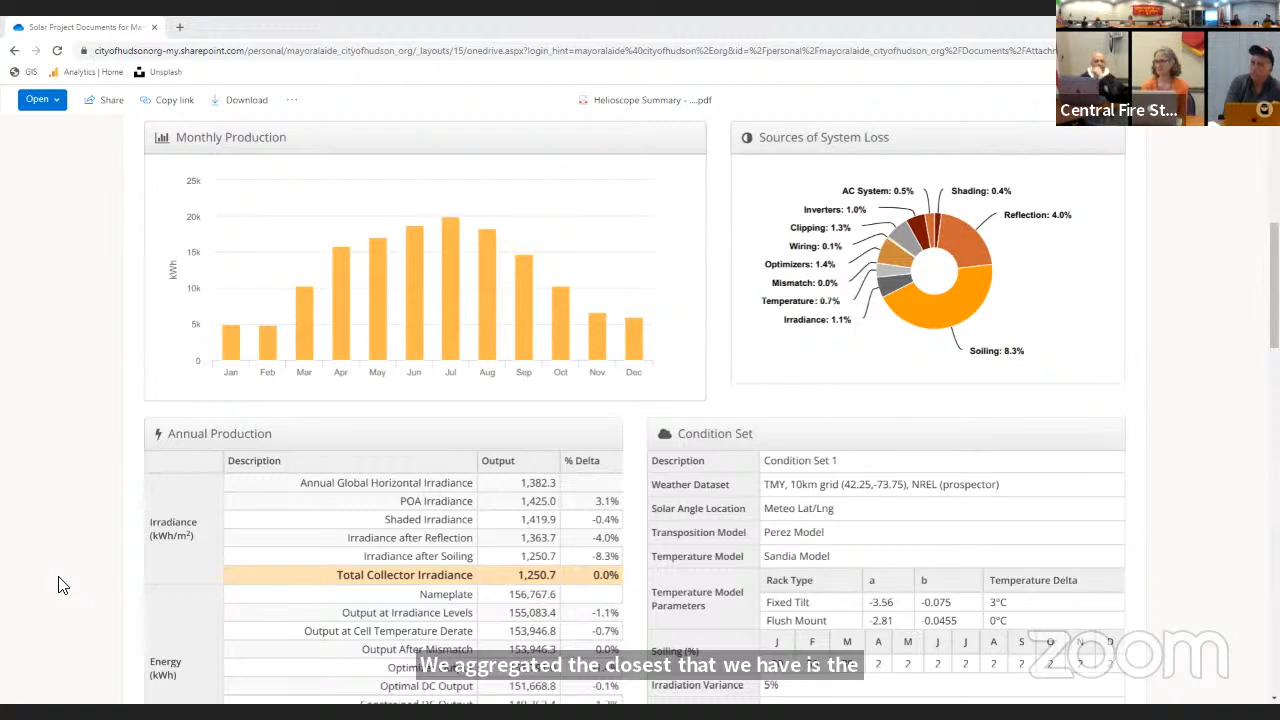 Solar Project Documents for Ma
cityofhudsonorg-my.sharepoint.com/personal/mayoralaide_cityofhudson_org/_layouts/15/onedrive.aspx?login_hint=mayoralaide%40cityofhudson%2Eorg&id=%2Fpersonal%2Fmayoralaide_cityofhudson_org%2FDocuments%2FAttachm
GIS
Analytics | Home
Unsplash
Central Fire St...
Open
Share
Copy link
Download
...
Helioscope Summary - ....pdf
Monthly Production
25k
20k
15k
10k
5k
0
kWh
Jan Feb Mar Apr May Jun Jul Aug Sep Oct Nov Dec
Sources of System Loss
AC System: 0.5%
Shading: 0.4%
Inverters: 1.0%
Reflection: 4.0%
Clipping: 1.3%
Wiring: 0.1%
Optimizers: 1.4%
Mismatch: 0.0%
Temperature: 0.7%
Irradiance: 1.1%
Soiling: 8.3%
Annual Production
Description Output % Delta
Irradiance (kWh/m²)
Annual Global Horizontal Irradiance 1,382.3
POA Irradiance 1,425.0 3.1%
Shaded Irradiance 1,419.9 -0.4%
Irradiance after Reflection 1,363.7 -4.0%
Irradiance after Soiling 1,250.7 -8.3%
Total Collector Irradiance 1,250.7 0.0%
Energy (kWh)
Nameplate 156,767.6
Output at Irradiance Levels 155,083.4 -1.1%
Output at Cell Temperature Derate 153,946.8 -0.7%
Output After Mismatch 153,946.3 0.0%
Optimal DC Output 151,668.8 -0.1%
Condition Set
Description Condition Set 1
Weather Dataset TMY, 10km grid (42.25,-73.75), NREL (prospector)
Solar Angle Location Meteo Lat/Lng
Transposition Model Perez Model
Temperature Model Sandia Model
Temperature Model Parameters
Rack Type a b Temperature Delta
Fixed Tilt -3.56 -0.075 3°C
Flush Mount -2.81 -0.0455 0°C
Soiling (%)
J F M A M J J A S O N D
Irradiation Variance 5%
We aggregated the closest that we have is the
zoom